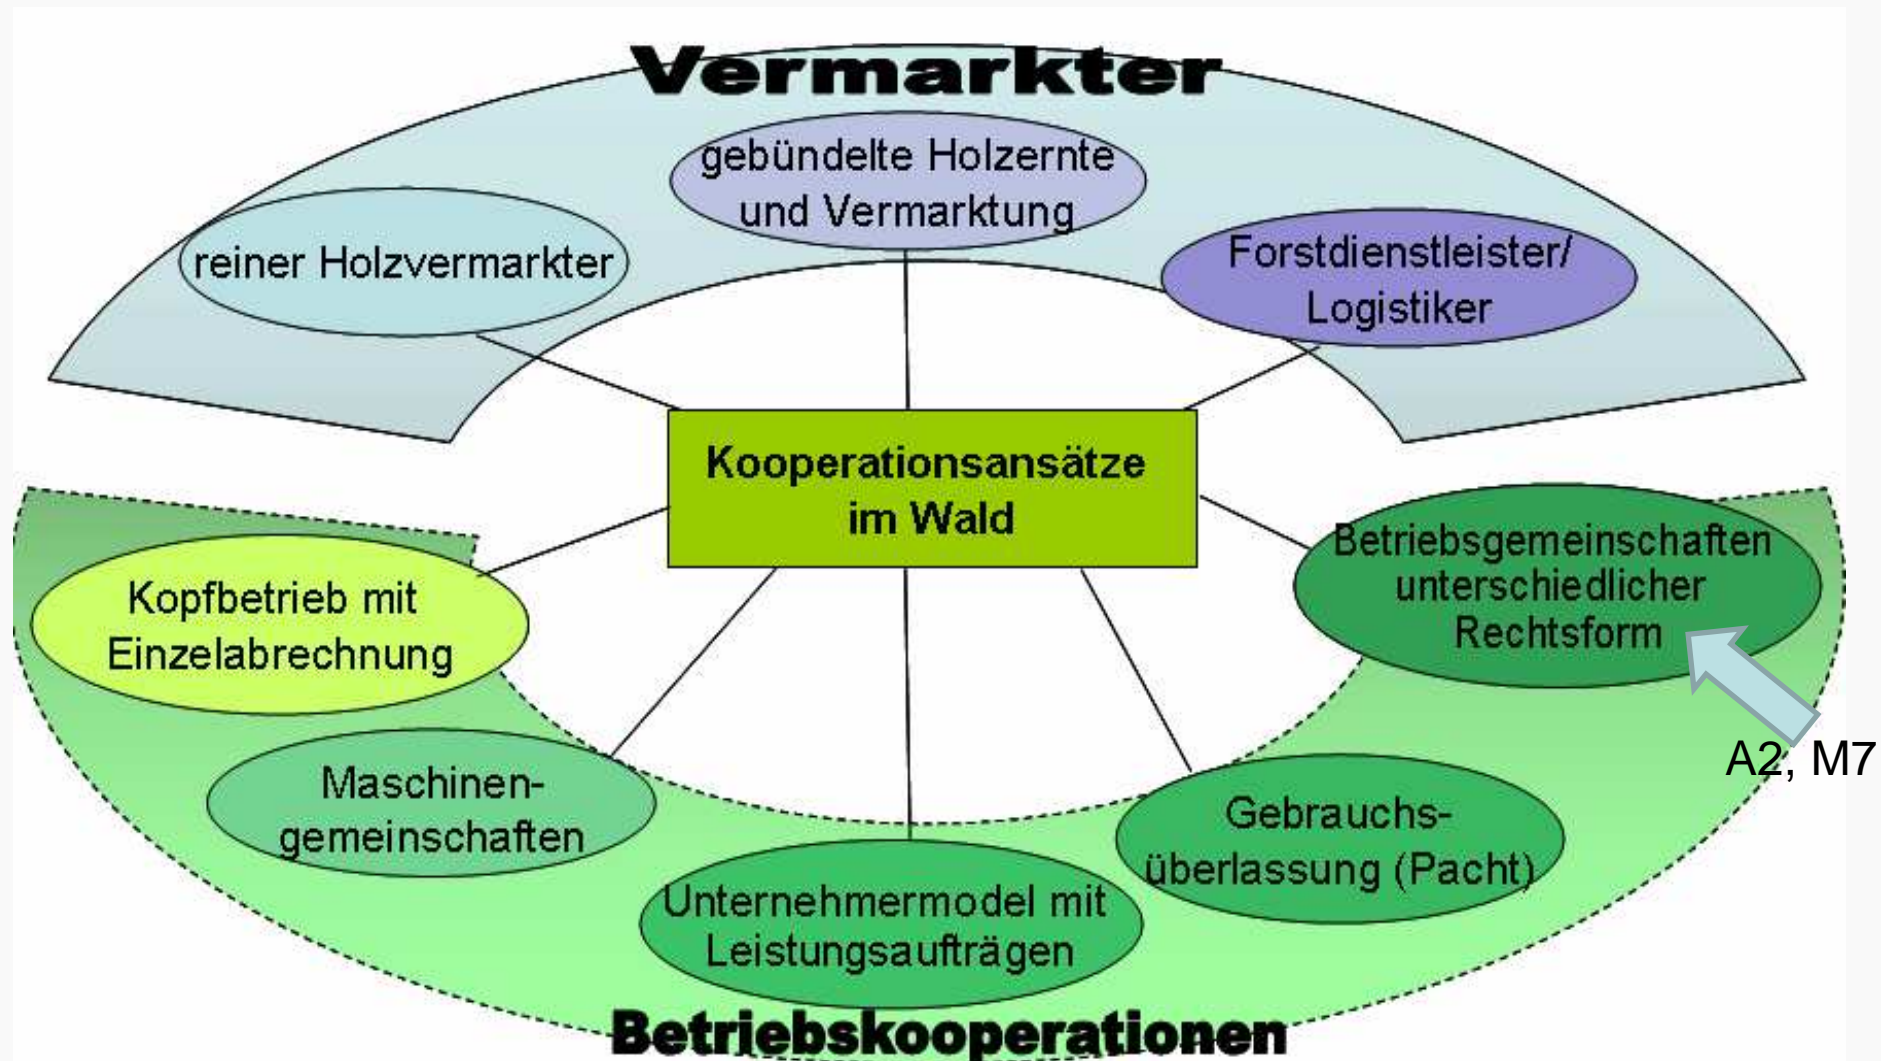 Vermarkter
gebündelte Holzernte
und Vermarktung
reiner Holzvermarkter
Forstdienstleister/
Logistiker
Kooperationsansätze
im Wald
Betriebsgemeinschaften
unterschiedlicher
Rechtsform
Kopfbetrieb mit
Einzelabrechnung
A2, M7
Maschinen-
gemeinschaften
Gebrauchs-
überlassung (Pacht)
Unternehmermodel mit
Leistungsaufträgen
Betriebskooperationen